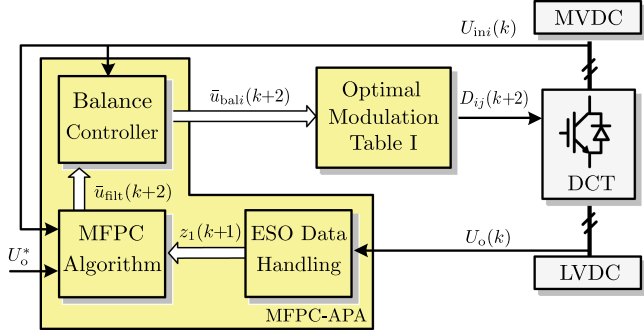 MVDC
U_ini(k)
Balance
Controller
ū_bali(k+2)
Optimal
Modulation
Table I
D_ij(k+2)
DCT
ū_filt(k+2)
MFPC
Algorithm
z_1(k+1)
ESO Data
Handling
U_o(k)
U_o^*
LVDC
MFPC-APA